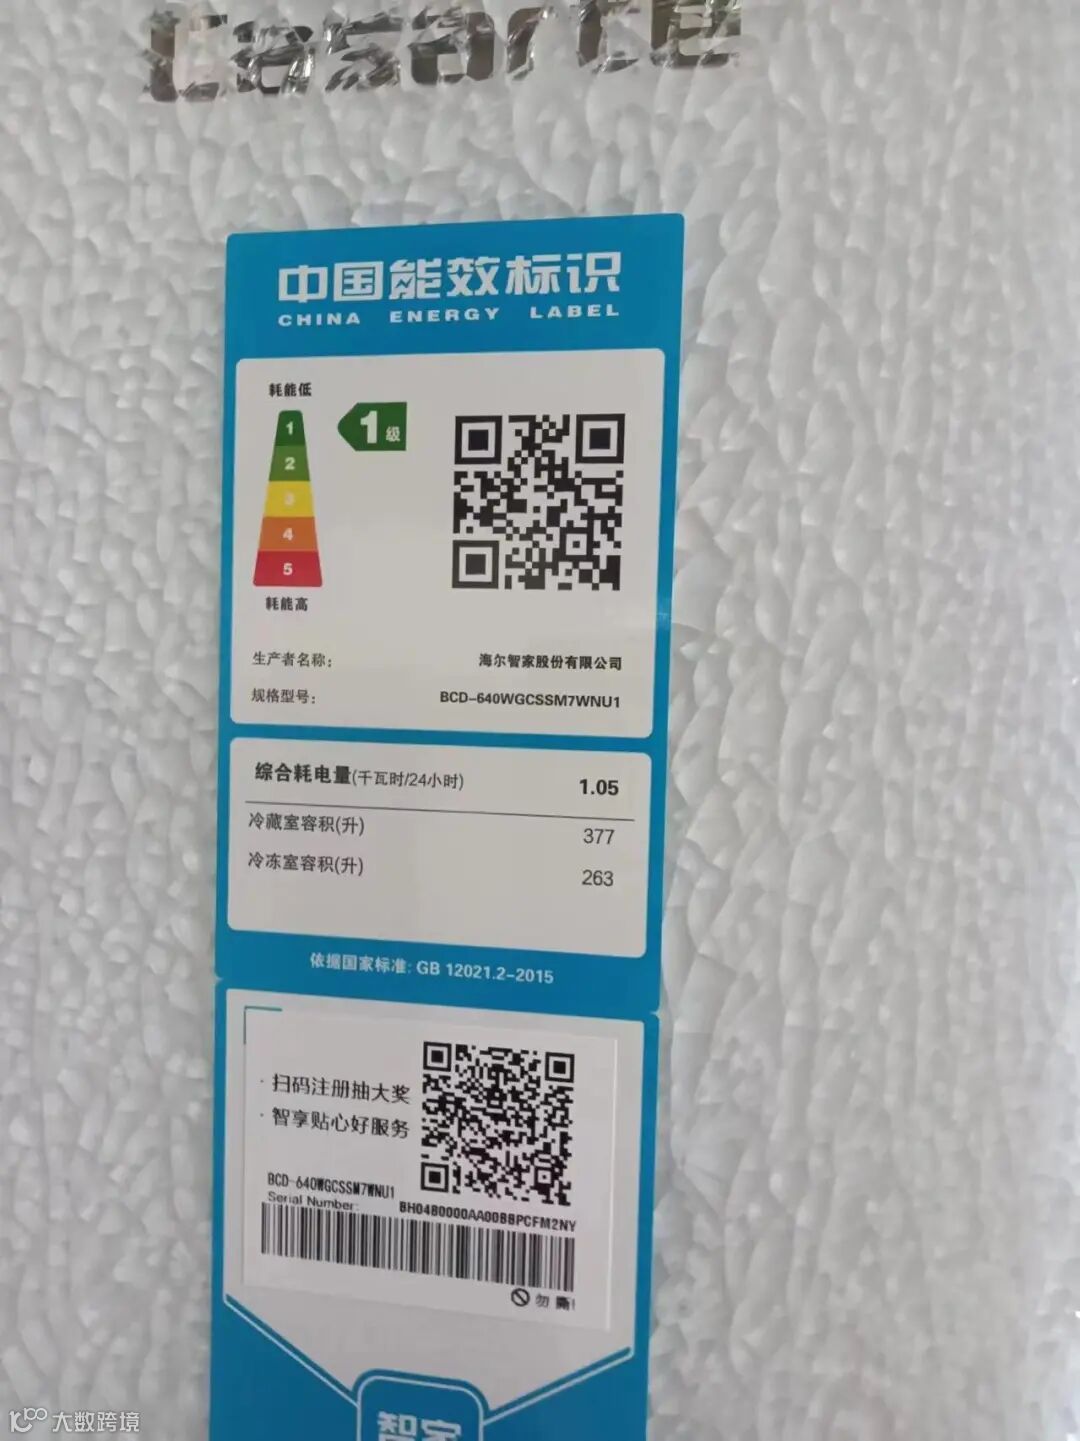 Casarte
中国能效标识
CHINA ENERGY LABEL
耗能低
1
2
3
4
5
1级
耗能高
生产者名称: 海尔智家股份有限公司
规格型号: BCD-640WGCSSM7WNU1
综合耗电量(千瓦时/24小时) 1.05
冷藏室容积(升) 377
冷冻室容积(升) 263
依据国家标准: GB 12021.2-2015
· 扫码注册抽大奖
· 智享贴心好服务
BCD-640WGCSSM7WNU1
Serial Number: BH0480000AA00BBPCFM2NY
勿撕!
智家
大数跨境